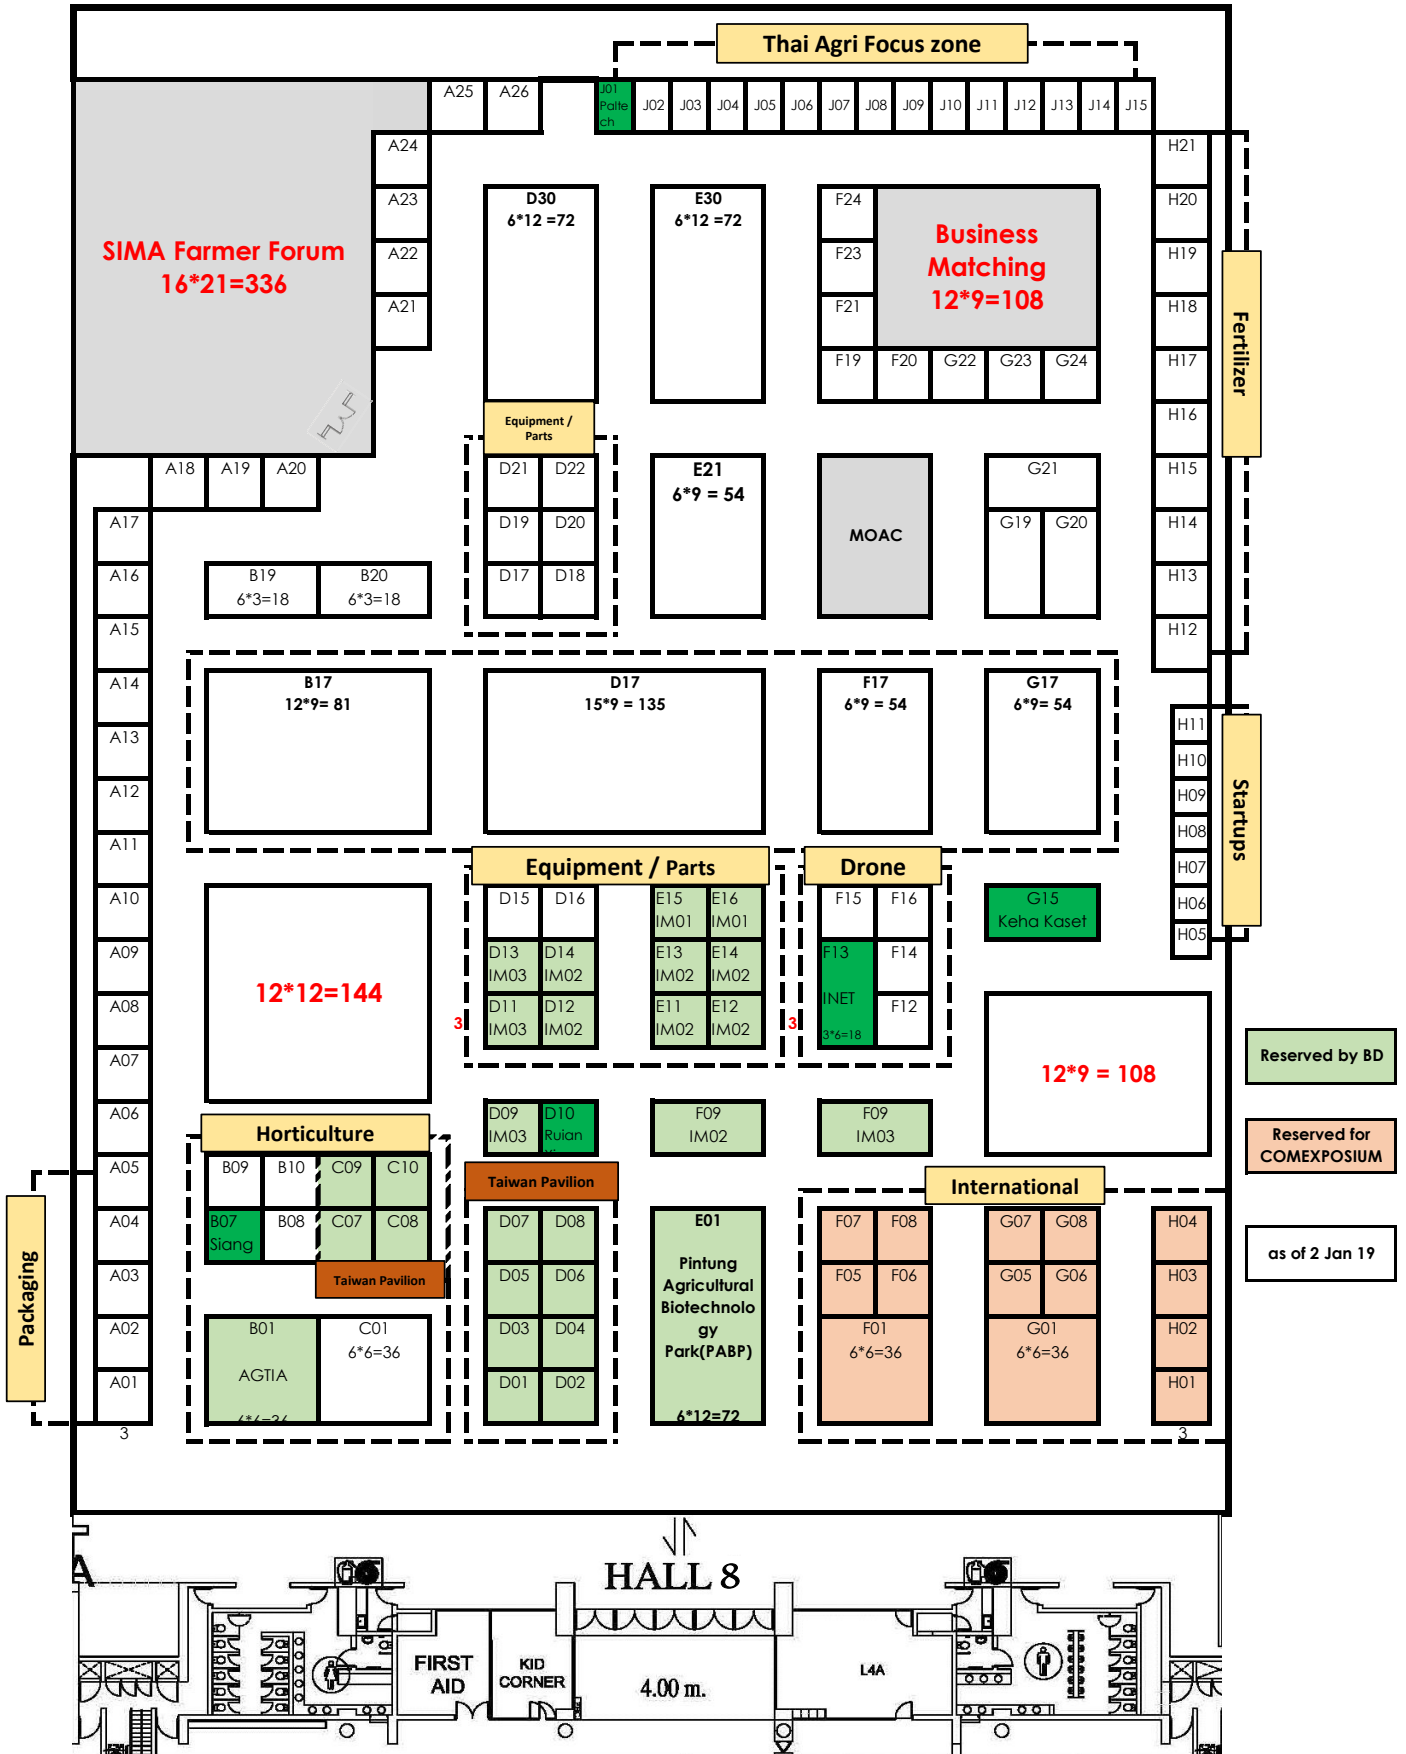 Thai Agri Focus zone
A25
A26
J01
Palte
ch
J02
J03
J04
J05
J06
J07
J08
J09
J10
J11
J12
J13
J14
J15
A24
A23
A22
A21
SIMA Farmer Forum
16*21=336
D30
6*12 =72
E30
6*12 =72
F24
F23
F21
F19
F20
G22
G23
G24
Business
Matching
12*9=108
H21
H20
H19
H18
H17
H16
H15
H14
H13
H12
Fertilizer
Equipment /
Parts
A18
A19
A20
D21
D22
D19
D20
D17
D18
E21
6*9 = 54
MOAC
G21
G19
G20
A17
A16
A15
A14
A13
A12
A11
A10
A09
A08
A07
A06
A05
A04
A03
A02
A01
3
B19
6*3=18
B20
6*3=18
B17
12*9= 81
D17
15*9 = 135
F17
6*9 = 54
G17
6*9= 54
H11
H10
H09
H08
H07
H06
H05
Startups
Equipment / Parts
Drone
12*12=144
D15
D16
D13
IM03
D14
IM02
D11
IM03
D12
IM02
3
E15
IM01
E16
IM01
E13
IM02
E14
IM02
E11
IM02
E12
IM02
3
F15
F16
F13
INET
3*6=18
F14
F12
G15
Keha Kaset
12*9 = 108
Reserved by BD
Reserved for
COMEXPOSIUM
as of 2 Jan 19
D09
IM03
D10
Ruian
F09
IM02
F09
IM03
Horticulture
B09
B10
C09
C10
B07
Siang
B08
C07
C08
Taiwan Pavilion
B01
AGTIA
6*6=36
C01
6*6=36
Packaging
Taiwan Pavilion
D07
D08
D05
D06
D03
D04
D01
D02
E01
Pintung
Agricultural
Biotechnolo
gy
Park(PABP)
6*12=72
International
F07
F08
F05
F06
F01
6*6=36
G07
G08
G05
G06
G01
6*6=36
H04
H03
H02
H01
3
HALL 8
A
FIRST
AID
KID
CORNER
4.00 m.
L4A